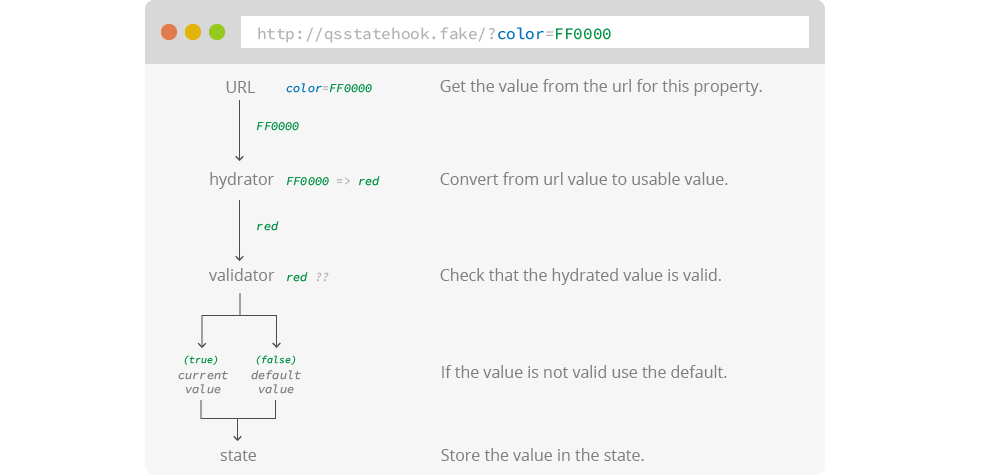 http://qsstatehook.fake/?color=FF0000
URL color=FF0000 Get the value from the url for this property.
FF0000
hydrator FF0000 => red Convert from url value to usable value.
red
validator red ?? Check that the hydrated value is valid.
(true) (false)
current default
value value
If the value is not valid use the default.
state Store the value in the state.